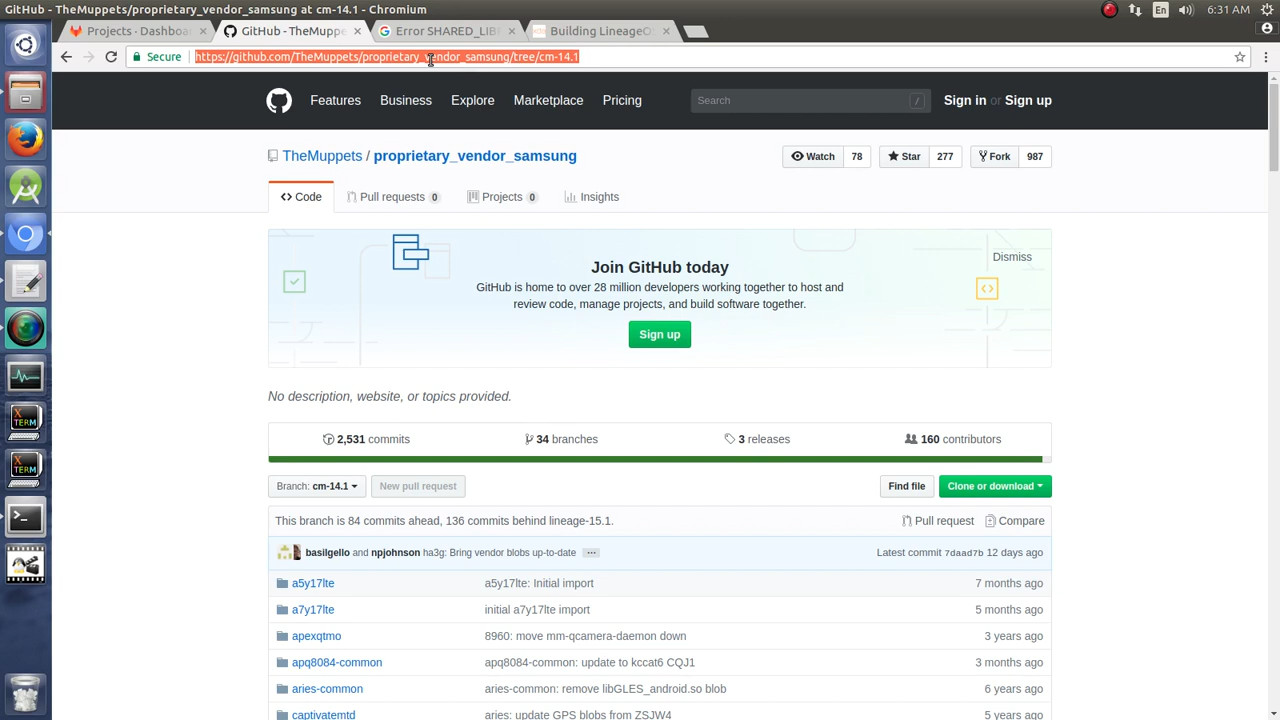 GitHub - TheMuppets/proprietary_vendor_samsung at cm-14.1 - Chromium
En
6:31 AM
Projects · Dashboa
GitHub - TheMuppe
Error SHARED_LIB
Building LineageO
Secure
https://github.com/TheMuppets/proprietary_vendor_samsung/tree/cm-14.1
Features Business Explore Marketplace Pricing
Search /
Sign in or Sign up
TheMuppets / proprietary_vendor_samsung
Watch 78
Star 277
Fork 987
Code
Pull requests 0
Projects 0
Insights
Join GitHub today
Dismiss
GitHub is home to over 28 million developers working together to host and
review code, manage projects, and build software together.
Sign up
No description, website, or topics provided.
2,531 commits
34 branches
3 releases
160 contributors
Branch: cm-14.1
New pull request
Find file
Clone or download
This branch is 84 commits ahead, 136 commits behind lineage-15.1.
Pull request
Compare
basilgello and npjohnson ha3g: Bring vendor blobs up-to-date
Latest commit 7daad7b 12 days ago
a5y17lte a5y17lte: Initial import 7 months ago
a7y17lte initial a7y17lte import 5 months ago
apexqtmo 8960: move mm-qcamera-daemon down 3 years ago
apq8084-common apq8084-common: update to kccat6 CQJ1 3 months ago
aries-common aries-common: remove libGLES_android.so blob 6 years ago
captivatemtd aries: update GPS blobs from ZSJW4 5 years ago
X TERM
X TERM